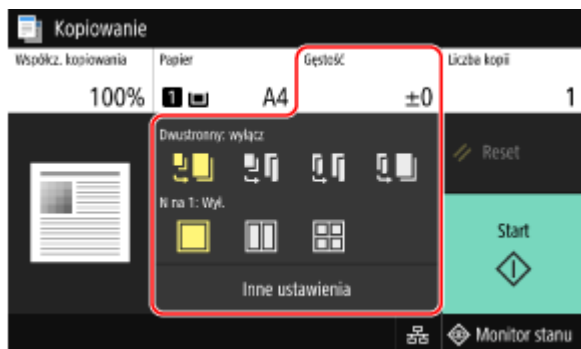 Kopiowanie
Współcz. kopiowania Papier Gęstość Liczba kopii
100% 1 A4 ±0 1
Dwustronny: wyłącz
Reset
N na 1: Wył.
Start
Inne ustawienia
Monitor stanu